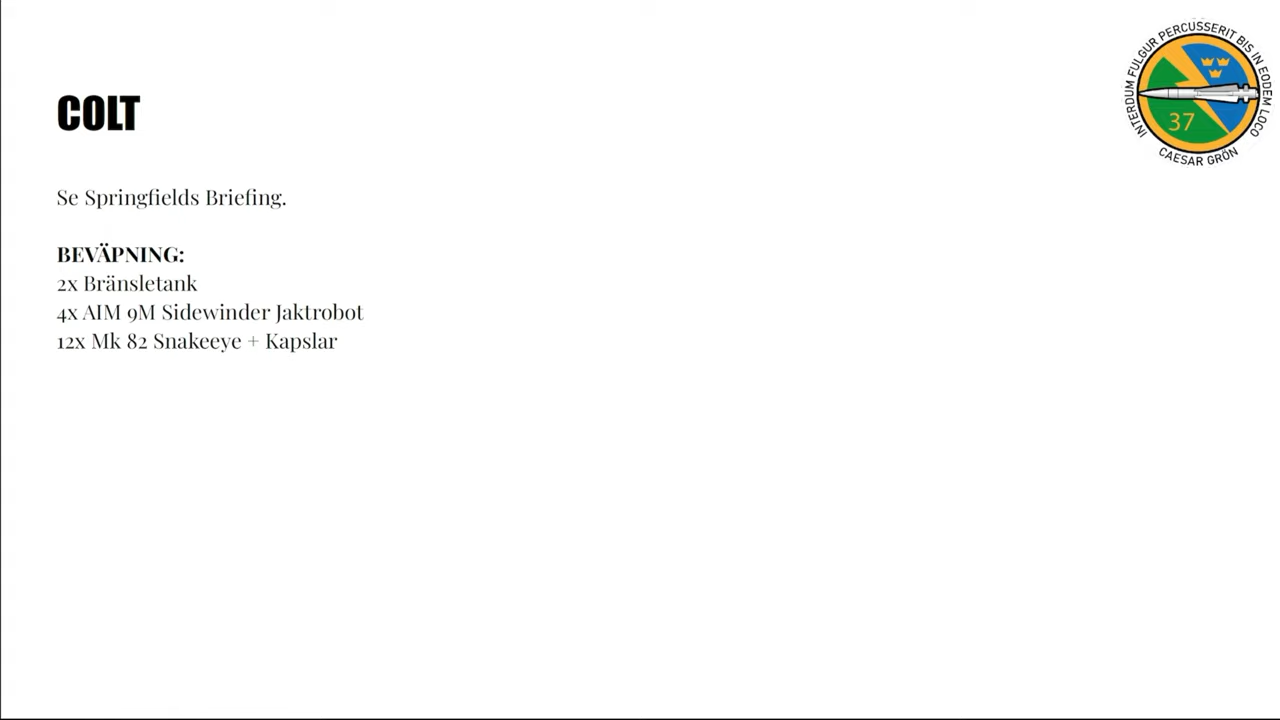 COLT
Se Springfields Briefing.
BEVÄPNING:
2x Bränsletank
4x AIM 9M Sidewinder Jaktrobot
12x Mk 82 Snakeeye + Kapslar
INTERDUM FULGUR PERCUSSERIT BIS IN EODEM LOCO
37
CAESAR GRÖN